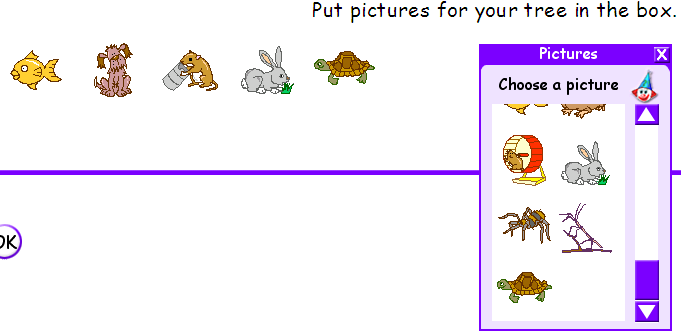 Put pictures for your tree in the box.
Pictures X
Choose a picture
OK